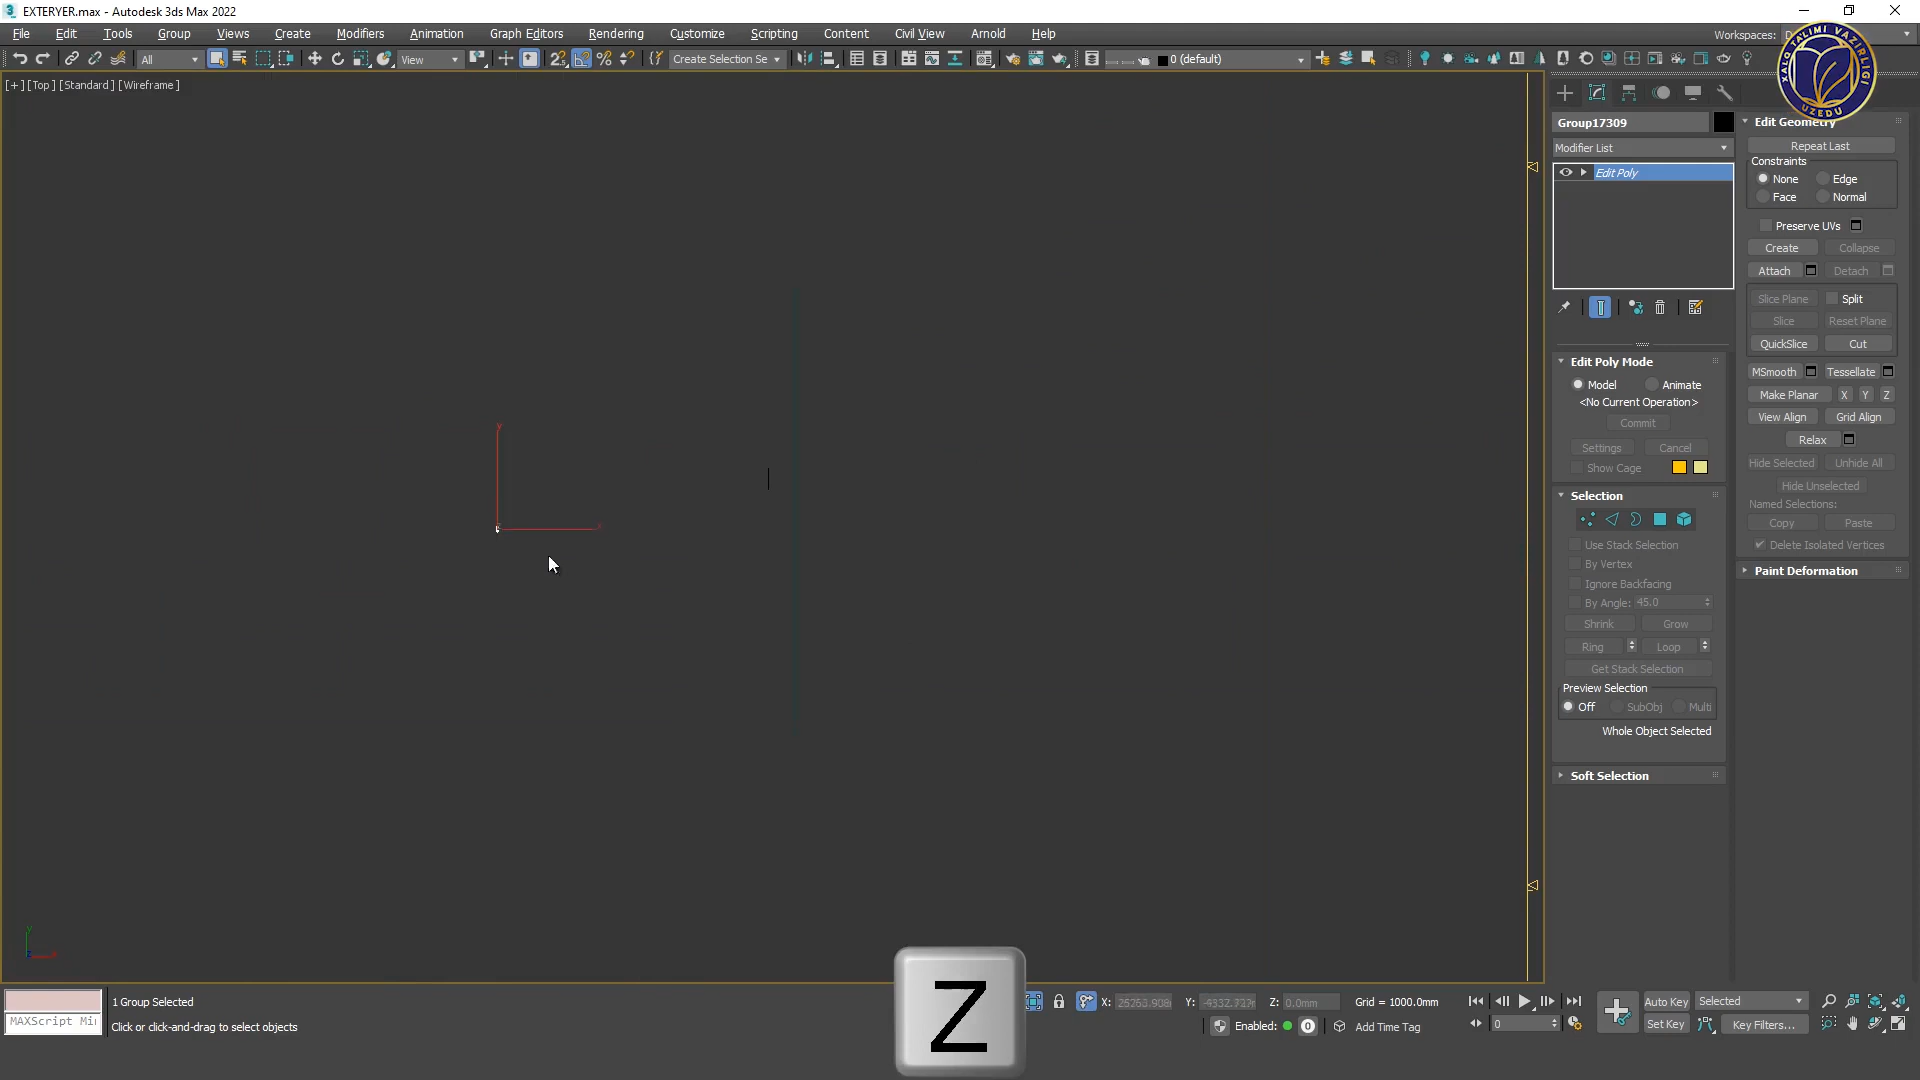 EXTERYER.max - Autodesk 3ds Max 2022
File Edit Tools Group Views Create Modifiers Animation Graph Editors Rendering Customize Scripting Content Civil View Arnold Help
Workspaces:
XALQ TALIMI VAZIRLIGI
UZEDU
All
View
Create Selection Se
0 (default)
[+] [Top] [Standard] [Wireframe]
Group17309
Modifier List
Edit Poly
Edit Poly Mode
Model Animate
<No Current Operation>
Commit
Settings Cancel
Show Cage
Selection
Use Stack Selection
By Vertex
Ignore Backfacing
By Angle: 45.0
Shrink Grow
Ring Loop
Get Stack Selection
Preview Selection
Off SubObj Multi
Whole Object Selected
Soft Selection
Edit Geometry
Repeat Last
Constraints
None Edge
Face Normal
Preserve UVs
Create Collapse
Attach Detach
Slice Plane Split
Slice Reset Plane
QuickSlice Cut
MSmooth Tessellate
Make Planar X Y Z
View Align Grid Align
Relax
Hide Selected Unhide All
Hide Unselected
Named Selections:
Copy Paste
Delete Isolated Vertices
Paint Deformation
Z
MAXScript Mi
1 Group Selected
Click or click-and-drag to select objects
X: Y: Z: 0.0mm Grid = 1000.0mm
Enabled: 0 Add Time Tag
0
Auto Key Selected
Set Key Key Filters...